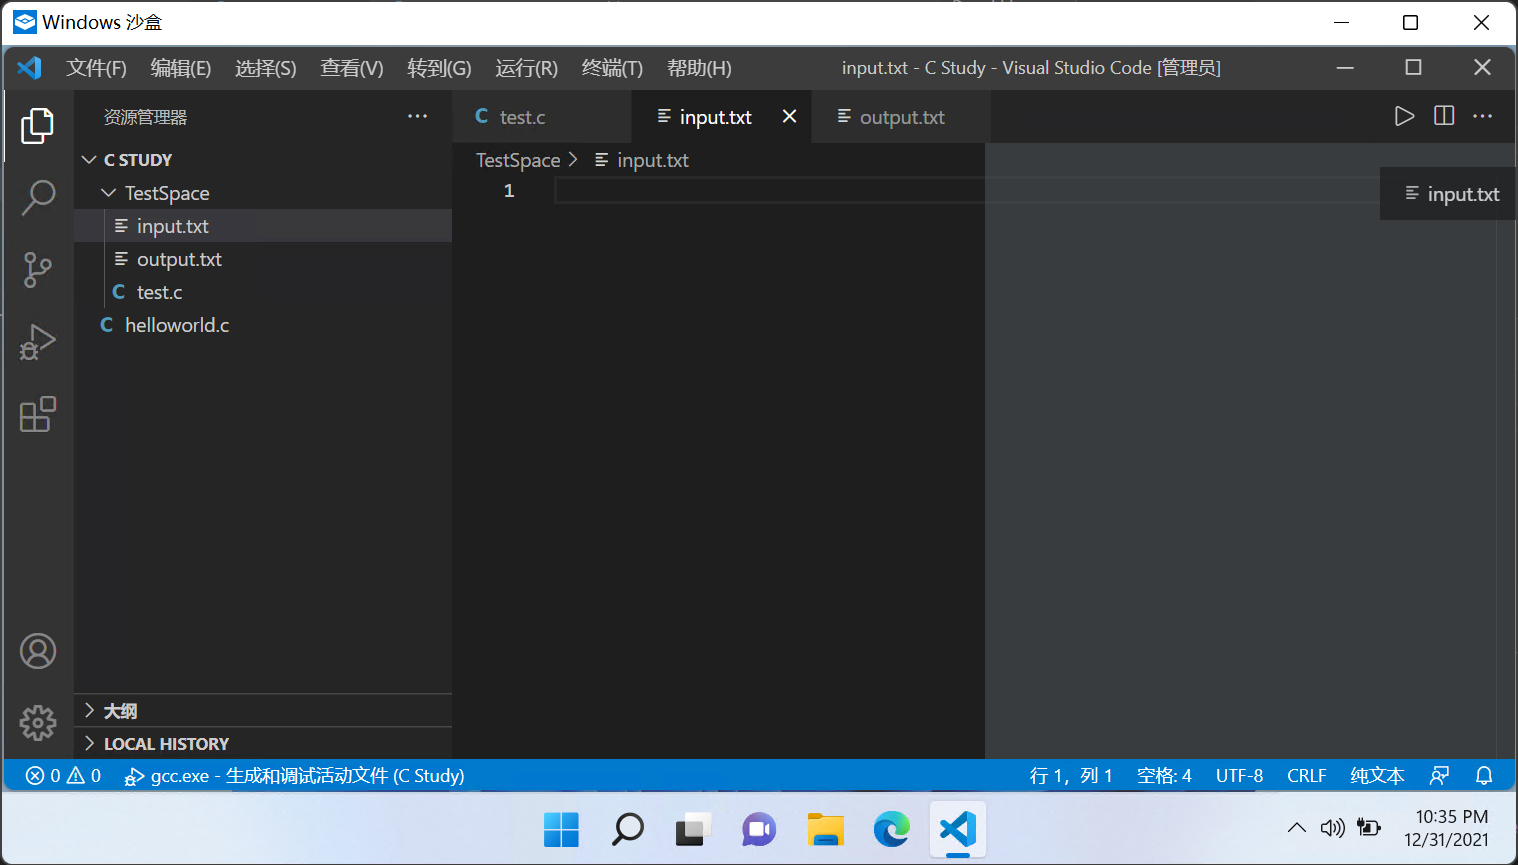 Windows 沙盒
文件(F) 编辑(E) 选择(S) 查看(V) 转到(G) 运行(R) 终端(T) 帮助(H) input.txt - C Study - Visual Studio Code [管理员]
资源管理器
C test.c
input.txt
output.txt
C STUDY
TestSpace
input.txt
output.txt
C test.c
C helloworld.c
TestSpace > input.txt
1
input.txt
大纲
LOCAL HISTORY
0 0 gcc.exe - 生成和调试活动文件 (C Study) 行 1，列 1 空格: 4 UTF-8 CRLF 纯文本
10:35 PM
12/31/2021